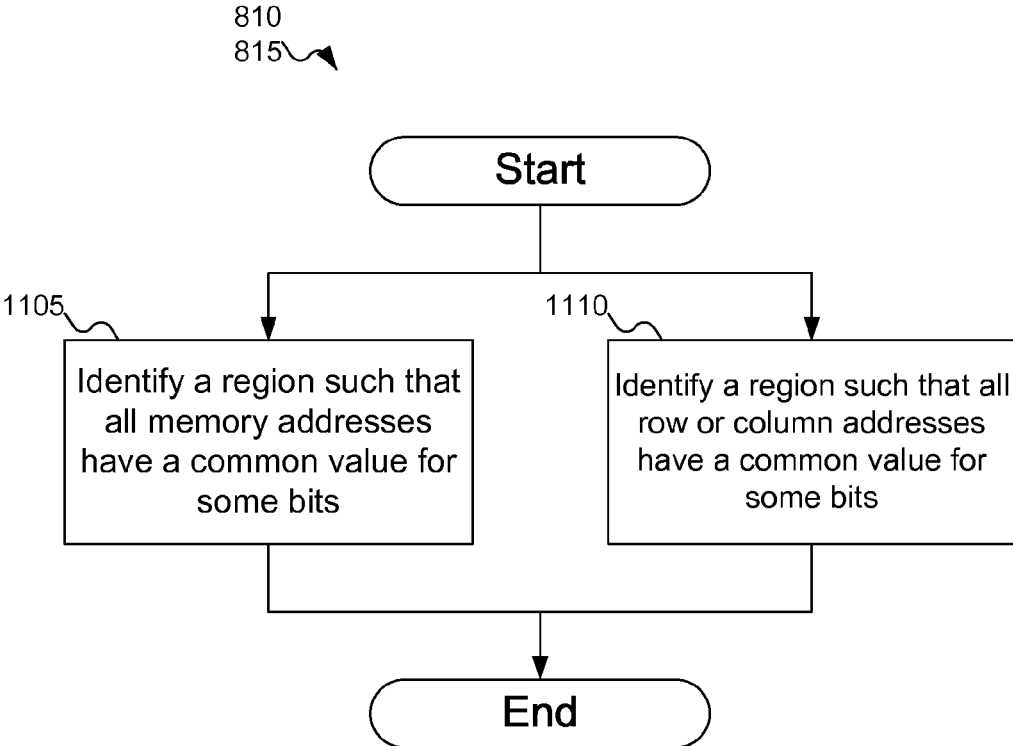 810
815
Start
1105
Identify a region such that
all memory addresses
have a common value for
some bits
1110
Identify a region such that all
row or column addresses
have a common value for
some bits
End